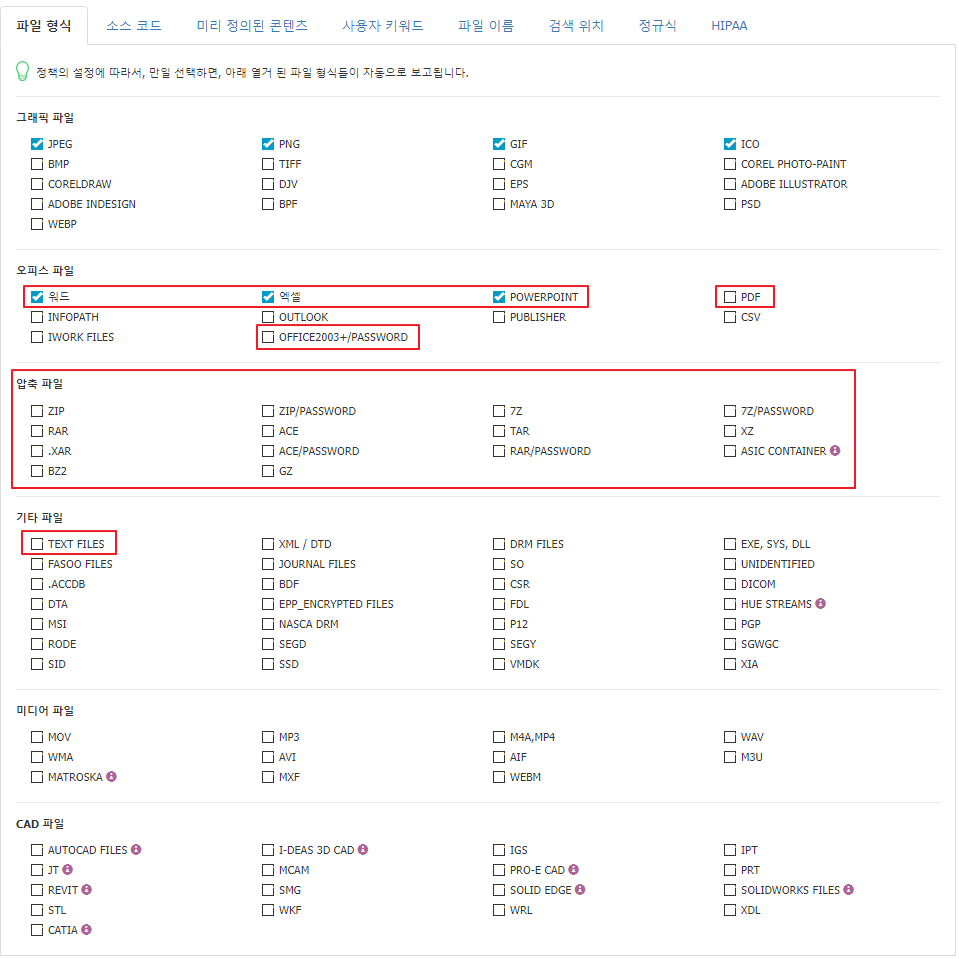 파일 형식 소스 코드 미리 정의된 콘텐츠 사용자 키워드 파일 이름 검색 위치 정규식 HIPAA
정책의 설정에 따라서, 만일 선택하면, 아래 열거 된 파일 형식들이 자동으로 보고됩니다.
그래픽 파일
JPEG PNG GIF ICO
BMP TIFF CGM COREL PHOTO-PAINT
CORELDRAW DJV EPS ADOBE ILLUSTRATOR
ADOBE INDESIGN BPF MAYA 3D PSD
WEBP
오피스 파일
워드 엑셀 POWERPOINT PDF
INFOPATH OUTLOOK PUBLISHER CSV
IWORK FILES OFFICE2003+/PASSWORD
압축 파일
ZIP ZIP/PASSWORD 7Z 7Z/PASSWORD
RAR ACE TAR XZ
.XAR ACE/PASSWORD RAR/PASSWORD ASIC CONTAINER
BZ2 GZ
기타 파일
TEXT FILES XML / DTD DRM FILES EXE, SYS, DLL
FASOO FILES JOURNAL FILES SO UNIDENTIFIED
.ACCDB BDF CSR DICOM
DTA EPP_ENCRYPTED FILES FDL HUE STREAMS
MSI NASCA DRM P12 PGP
RODE SEGD SEGY SGWGC
SID SSD VMDK XIA
미디어 파일
MOV MP3 M4A,MP4 WAV
WMA AVI AIF M3U
MATROSKA MXF WEBM
CAD 파일
AUTOCAD FILES I-DEAS 3D CAD IGS IPT
JT MCAM PRO-E CAD PRT
REVIT SMG SOLID EDGE SOLIDWORKS FILES
STL WKF WRL XDL
CATIA